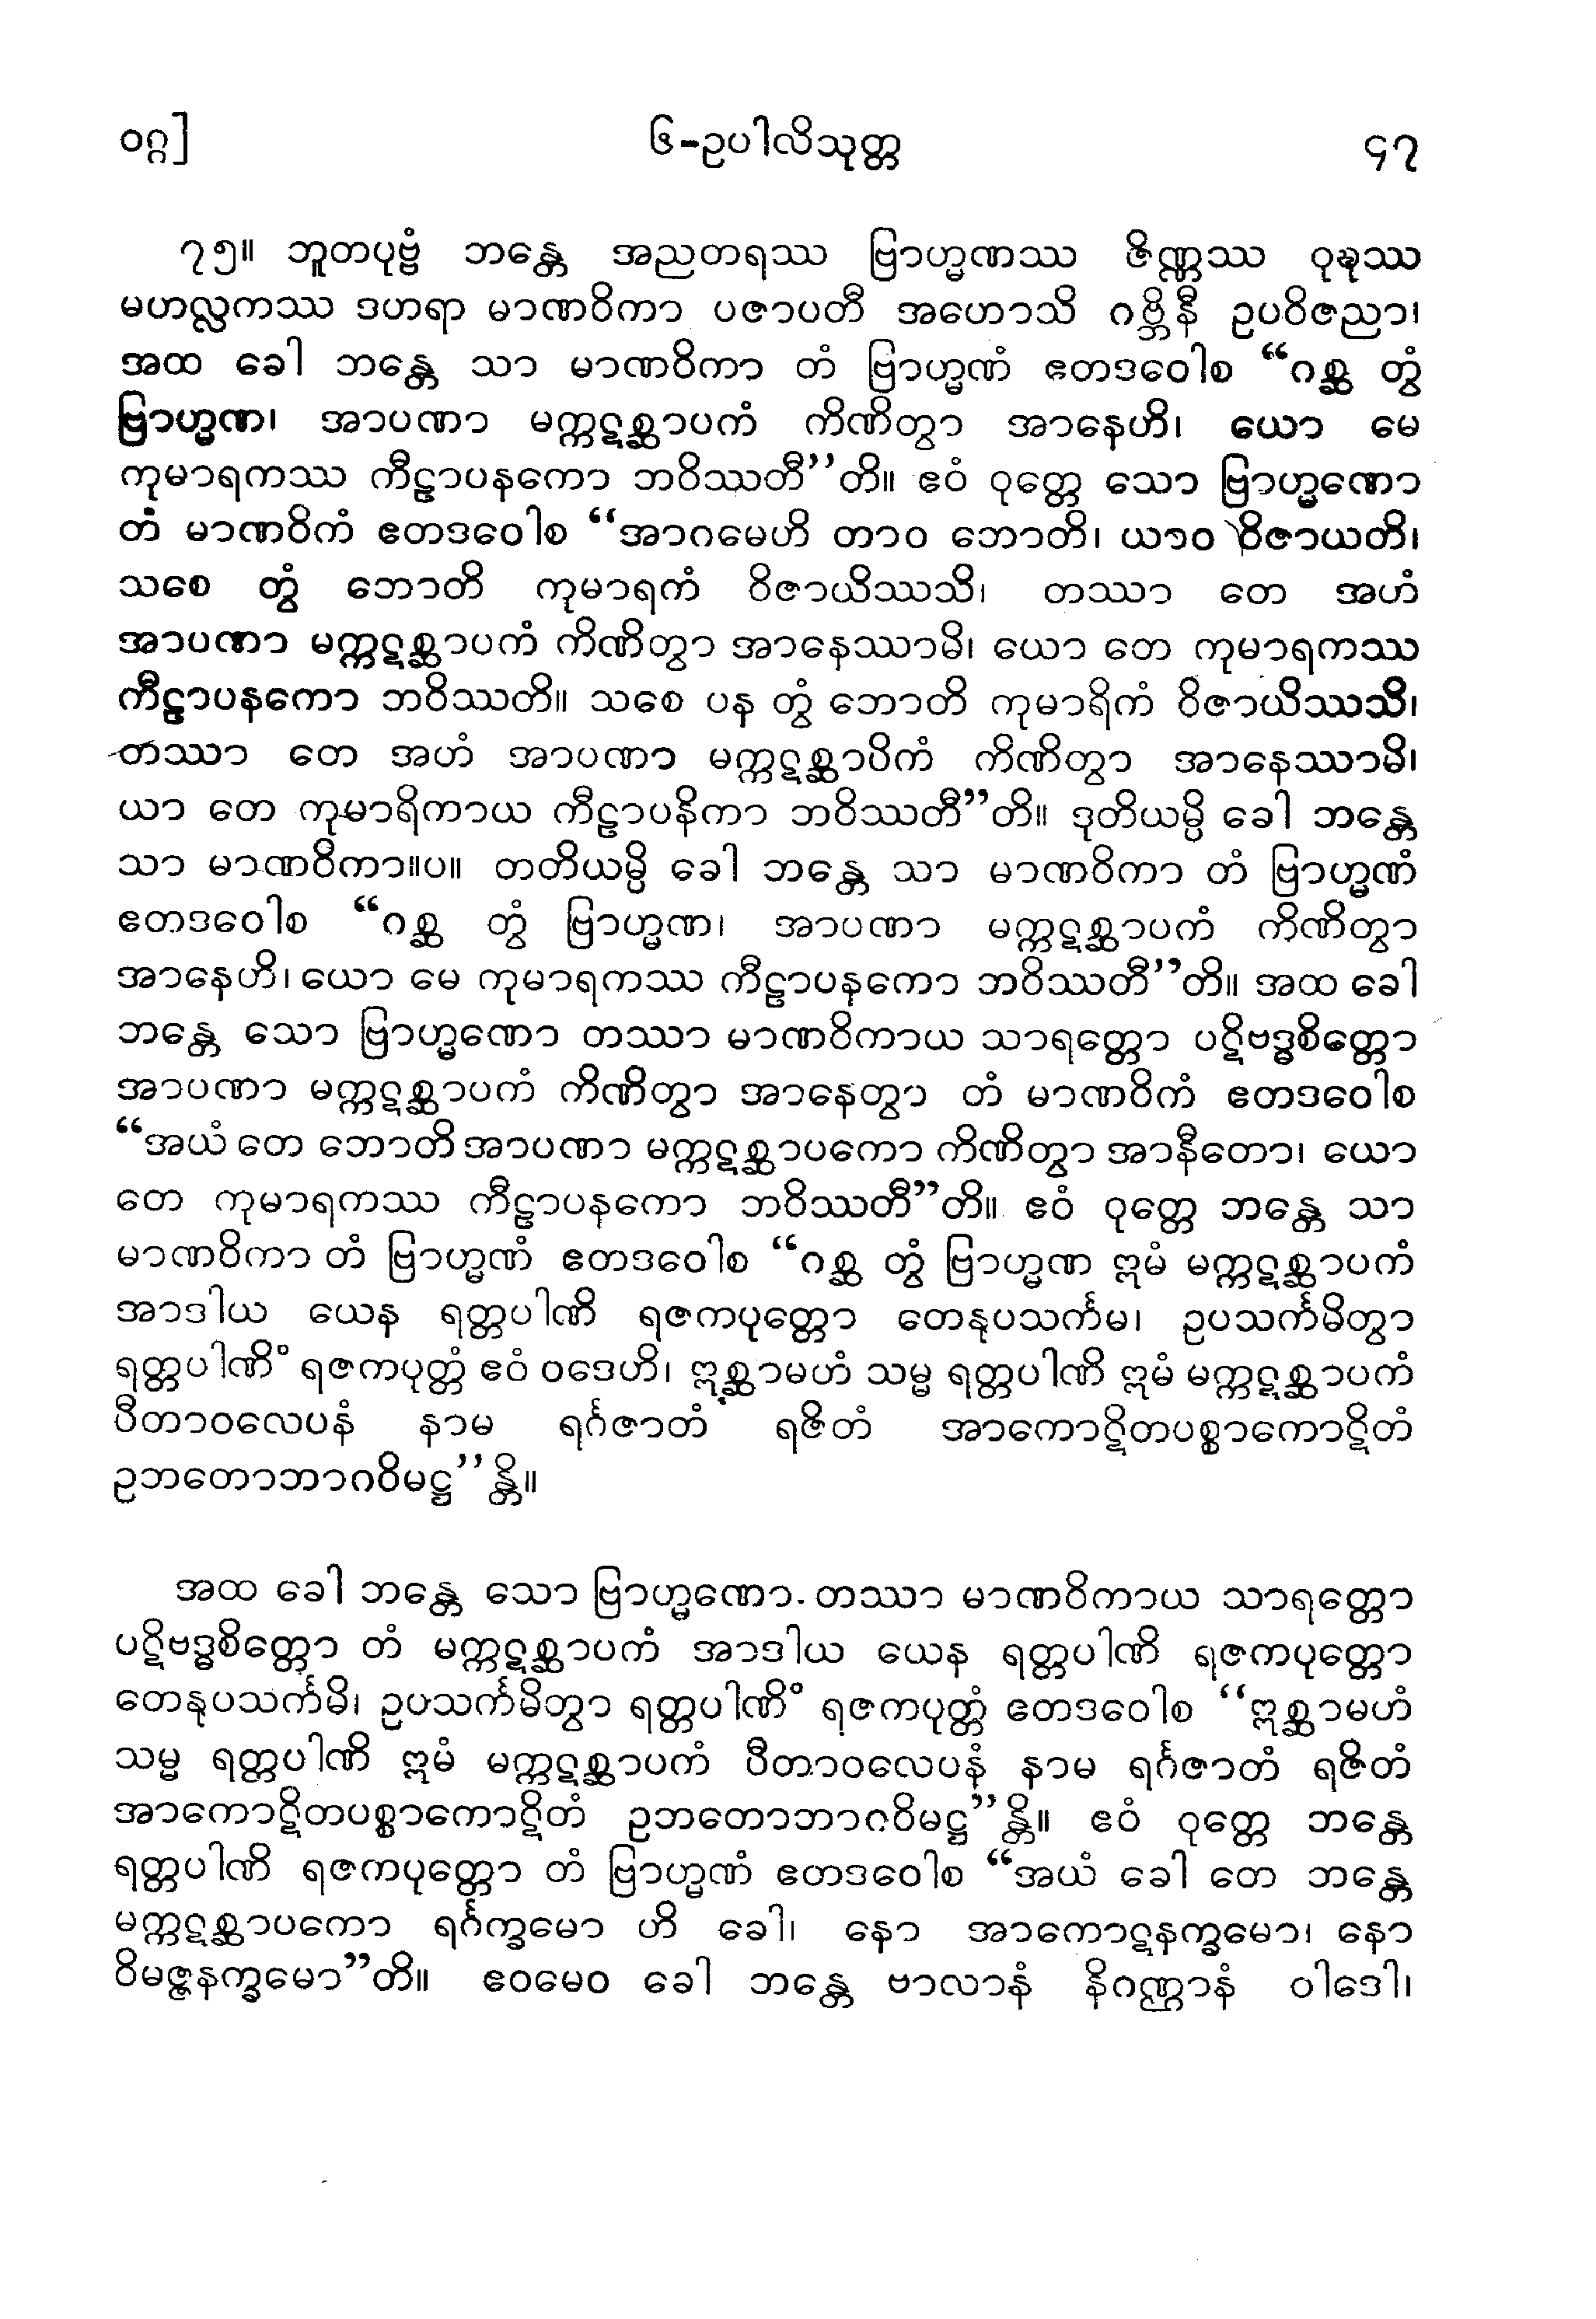 ၀ဂ္ဂ]
၆-ဥပါလိသုတ္တ
၄၇
၇၅။ ဘူတပုဗ္ဗံ ဘန္တေ အညတရဿ ဗြာဟ္မဏဿ ဇိဏ္ဏဿ ဝုဍ္ဎဿ
မဟလ္လကဿ ဒဟရာ မာဏဝိကာ ပဇာပတီ အဟောသိ ဂဗ္ဘိနီ ဥပဝိဇညာ၊
အထ ခေါ ဘန္တေ သာ မာဏဝိကာ တံ ဗြာဟ္မဏံ ဧတဒဝေါစ “ဂစ္ဆ တွံ
ဗြာဟ္မဏ၊ အာပဏာ မက္ကဋစ္ဆာပကံ ကိဏိတွာ အာနေဟိ၊ ယော မေ
ကုမာရကဿ ကီဠာပနကော ဘဝိဿတီ”တိ။ ဧဝံ ဝုတ္တေ သော ဗြာဟ္မဏော
တံ မာဏဝိကံ ဧတဒဝေါစ “အာဂမေဟိ တာဝ ဘောတိ၊ ယာဝ ဝိဇာယတိ၊
သစေ တွံ ဘောတိ ကုမာရကံ ဝိဇာယိဿသိ၊ တဿာ တေ အဟံ
အာပဏာ မက္ကဋစ္ဆာပကံ ကိဏိတွာ အာနေဿာမိ၊ ယော တေ ကုမာရကဿ
ကီဠာပနကော ဘဝိဿတိ။ သစေ ပန တွံ ဘောတိ ကုမာရိကံ ဝိဇာယိဿသိ၊
တဿာ တေ အဟံ အာပဏာ မက္ကဋစ္ဆာပိကံ ကိဏိတွာ အာနေဿာမိ၊
ယာ တေ ကုမာရိကာယ ကီဠာပနိကာ ဘဝိဿတီ”တိ။ ဒုတိယမ္ပိ ခေါ ဘန္တေ
သာ မာဏဝိကာ။ပ။ တတိယမ္ပိ ခေါ ဘန္တေ သာ မာဏဝိကာ တံ ဗြာဟ္မဏံ
ဧတဒဝေါစ “ဂစ္ဆ တွံ ဗြာဟ္မဏ၊ အာပဏာ မက္ကဋစ္ဆာပကံ ကိဏိတွာ
အာနေဟိ၊ ယော မေ ကုမာရကဿ ကီဠာပနကော ဘဝိဿတီ”တိ။ အထ ခေါ
ဘန္တေ သော ဗြာဟ္မဏော တဿာ မာဏဝိကာယ သာရတ္တော ပဋိဗဒ္ဓစိတ္တော
အာပဏာ မက္ကဋစ္ဆာပကံ ကိဏိတွာ အာနေတွာ တံ မာဏဝိကံ ဧတဒဝေါစ
“အယံ တေ ဘောတိ အာပဏာ မက္ကဋစ္ဆာပကော ကိဏိတွာ အာနီတော၊ ယော
တေ ကုမာရကဿ ကီဠာပနကော ဘဝိဿတီ”တိ။ ဧဝံ ဝုတ္တေ ဘန္တေ သာ
မာဏဝိကာ တံ ဗြာဟ္မဏံ ဧတဒဝေါစ “ဂစ္ဆ တွံ ဗြာဟ္မဏ ဣမံ မက္ကဋစ္ဆာပကံ
အာဒါယ ယေန ရတ္တပါဏိ ရဇကပုတ္တော တေနုပသင်္ကမ၊ ဥပသင်္ကမိတွာ
ရတ္တပါဏိံ ရဇကပုတ္တံ ဧဝံ ဝဒေဟိ၊ ဣစ္ဆာမဟံ သမ္မ ရတ္တပါဏိ ဣမံ မက္ကဋစ္ဆာပကံ
ပီတာဝလေပနံ နာမ ရင်္ဂဇာတံ ရဇိတံ အာကောဋိတပစ္စာကောဋိတံ
ဥဘတောဘာဂဝိမဋ္ဌ”န္တိ။
အထ ခေါ ဘန္တေ သော ဗြာဟ္မဏော တဿာ မာဏဝိကာယ သာရတ္တော
ပဋိဗဒ္ဓစိတ္တော တံ မက္ကဋစ္ဆာပကံ အာဒါယ ယေန ရတ္တပါဏိ ရဇကပုတ္တော
တေနုပသင်္ကမိ၊ ဥပသင်္ကမိတွာ ရတ္တပါဏိံ ရဇကပုတ္တံ ဧတဒဝေါစ “ဣစ္ဆာမဟံ
သမ္မ ရတ္တပါဏိ ဣမံ မက္ကဋစ္ဆာပကံ ပီတာဝလေပနံ နာမ ရင်္ဂဇာတံ ရဇိတံ
အာကောဋိတပစ္စာကောဋိတံ ဥဘတောဘာဂဝိမဋ္ဌ”န္တိ။ ဧဝံ ဝုတ္တေ ဘန္တေ
ရတ္တပါဏိ ရဇကပုတ္တော တံ ဗြာဟ္မဏံ ဧတဒဝေါစ “အယံ ခေါ တေ ဘန္တေ
မက္ကဋစ္ဆာပကော ရင်္ဂက္ခမော ဟိ ခေါ၊ နော အာကောဋနက္ခမော၊ နော
ဝိမဇ္ဇနက္ခမော”တိ။ ဧဝမေဝ ခေါ ဘန္တေ ဗာလာနံ နိဂဏ္ဌာနံ ဝါဒေါ၊